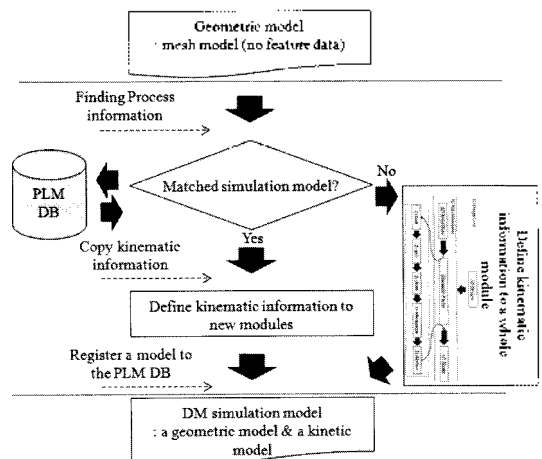 Geometric model
: mesh model (no feature data)
Finding Process
information
PLM
DB
Matched simulation model?
No
Yes
Copy kinematic
information
Define kinematic information to
new modules
Define kinematic
information to a whole
module
Register a model to
the PLM DB
DM simulation model
: a geometric model & a kinetic
model